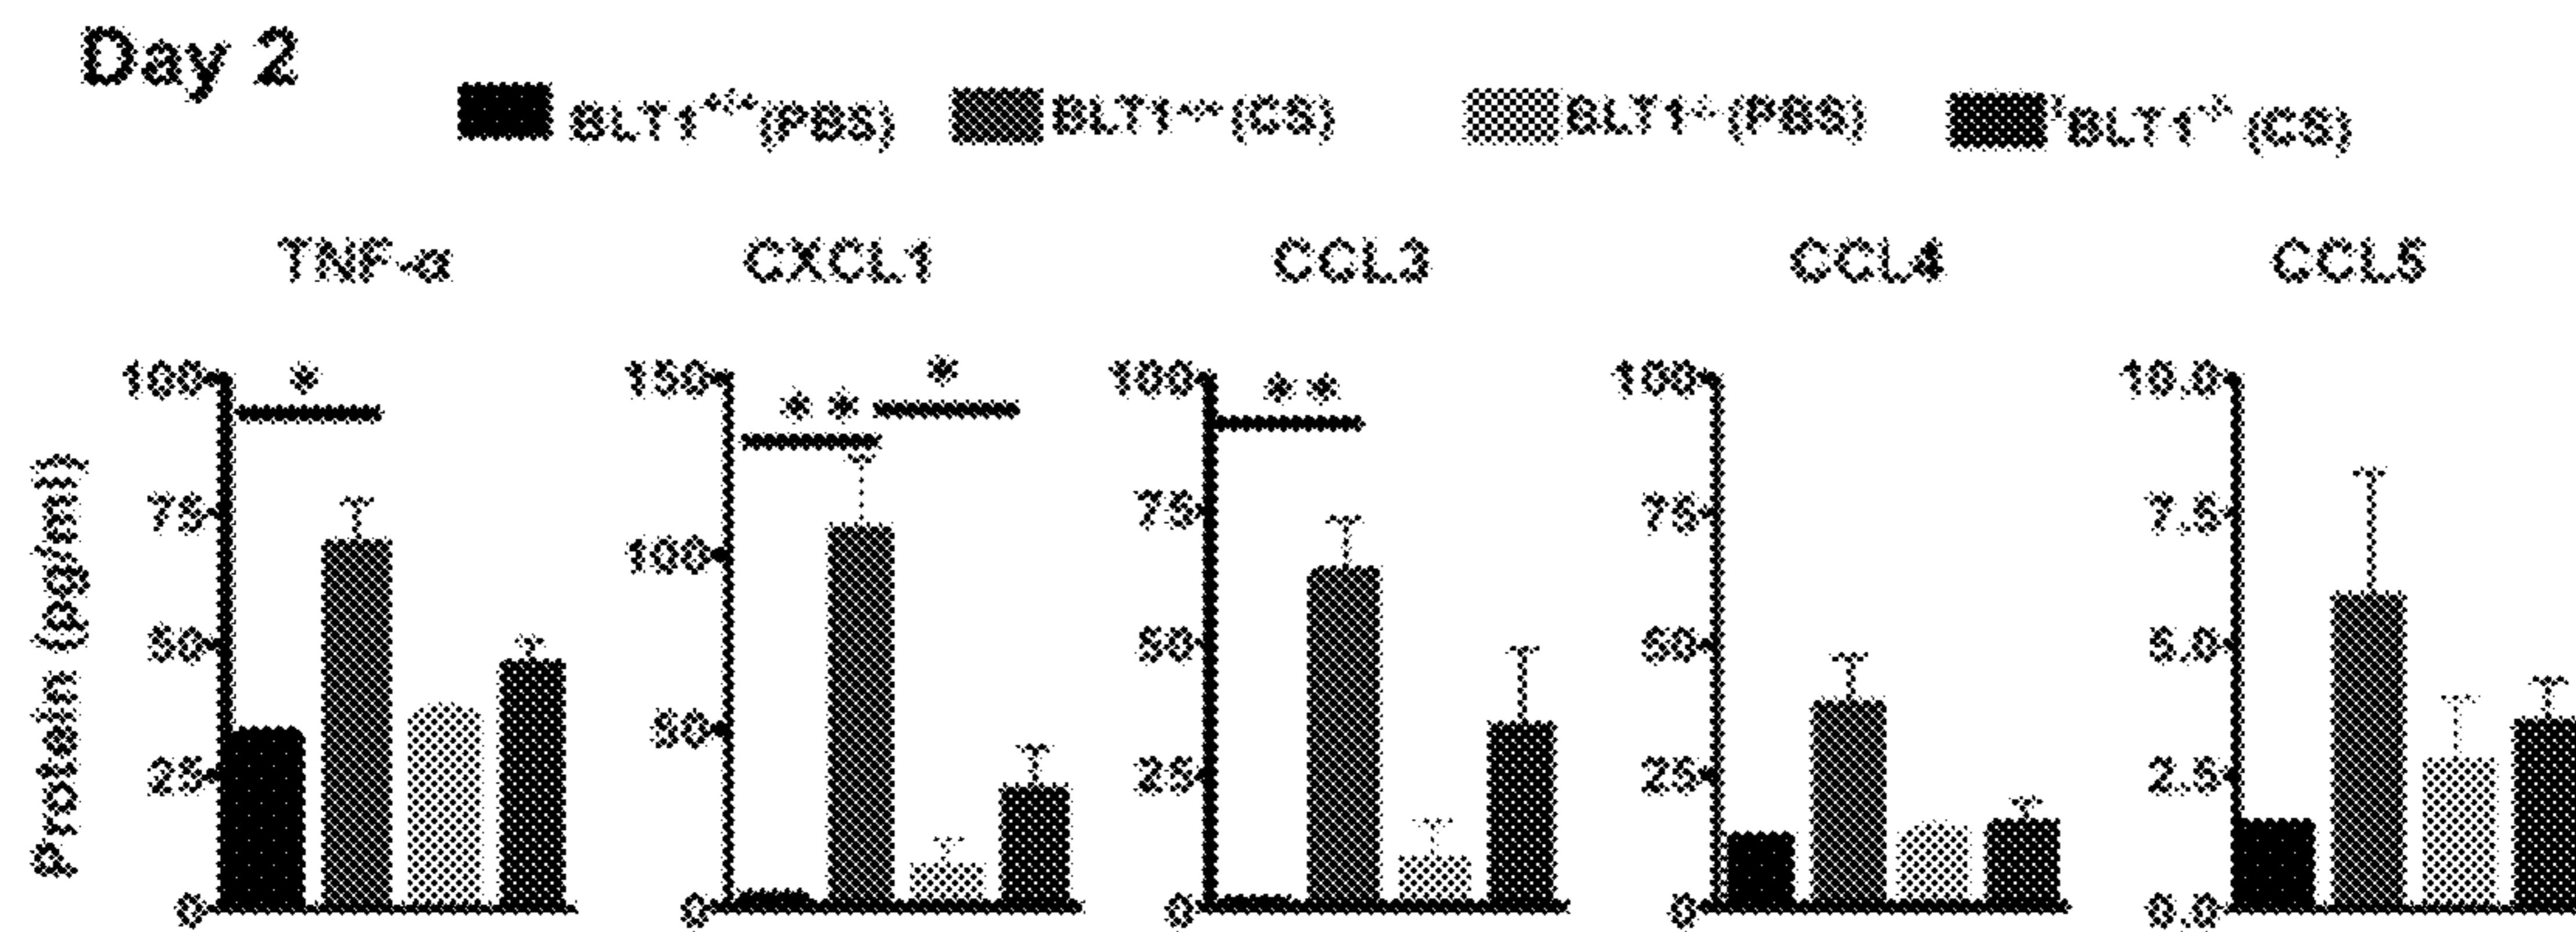 Day 2
BLT1+/+ (PBS) BLT1+/+ (CS) BLT1-/- (PBS) BLT1-/- (CS)
TNF-α CXCL1 CCL3 CCL4 CCL5
Protein (pg/ml)
100 75 50 25 0
*
150 100 50 0
** *
100 75 50 25 0
**
100 75 50 25 0
10.0 7.5 5.0 2.5 0.0